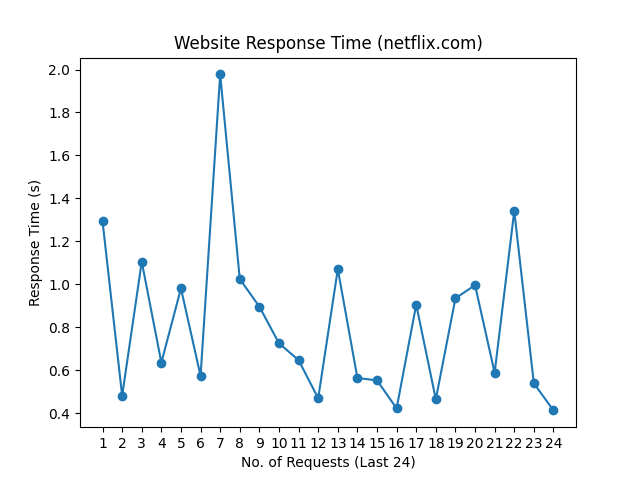 Website Response Time (netflix.com)
Response Time (s)
2.0
1.8
1.6
1.4
1.2
1.0
0.8
0.6
0.4
1 2 3 4 5 6 7 8 9 10 11 12 13 14 15 16 17 18 19 20 21 22 23 24
No. of Requests (Last 24)